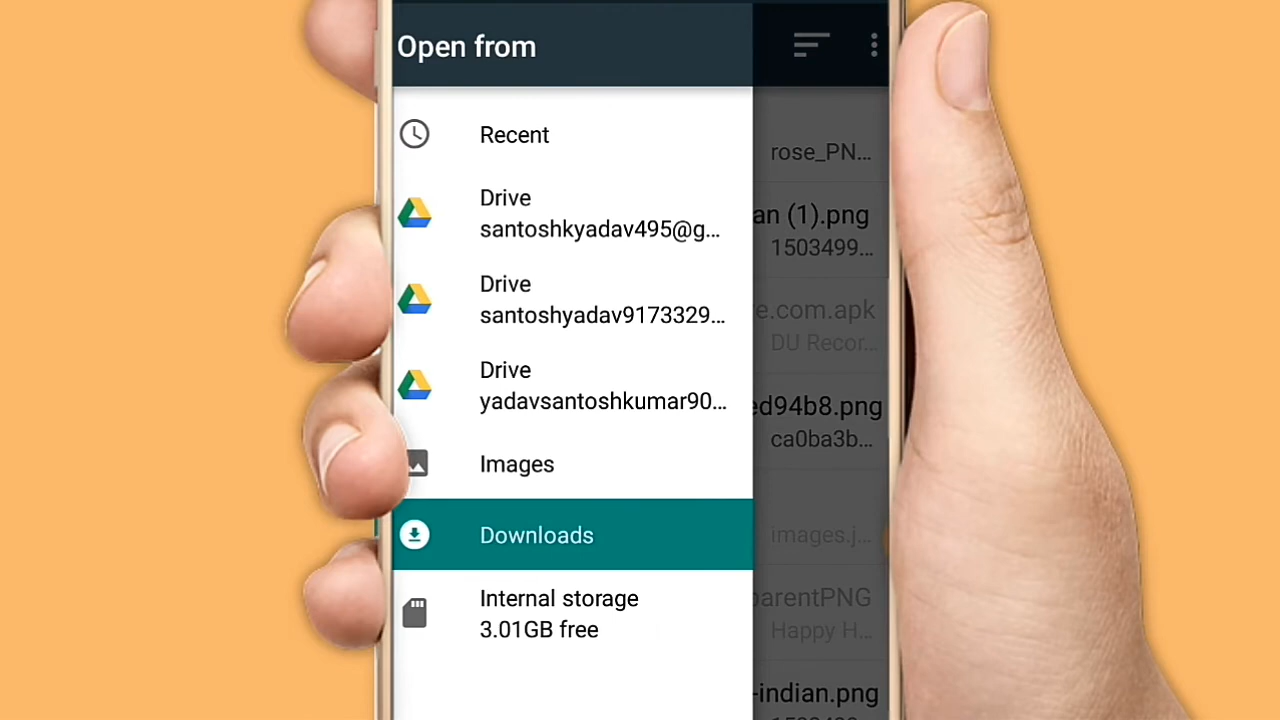 Open from
Recent
Drive
santoshkyadav495@g...
Drive
santoshyadav9173329...
Drive
yadavsantoshkumar90...
Images
Downloads
Internal storage
3.01GB free
rose_PN...
an (1).png
1503499...
e.com.apk
DU Recor...
ed94b8.png
ca0ba3b...
images.j...
parentPNG
Happy H...
-indian.png